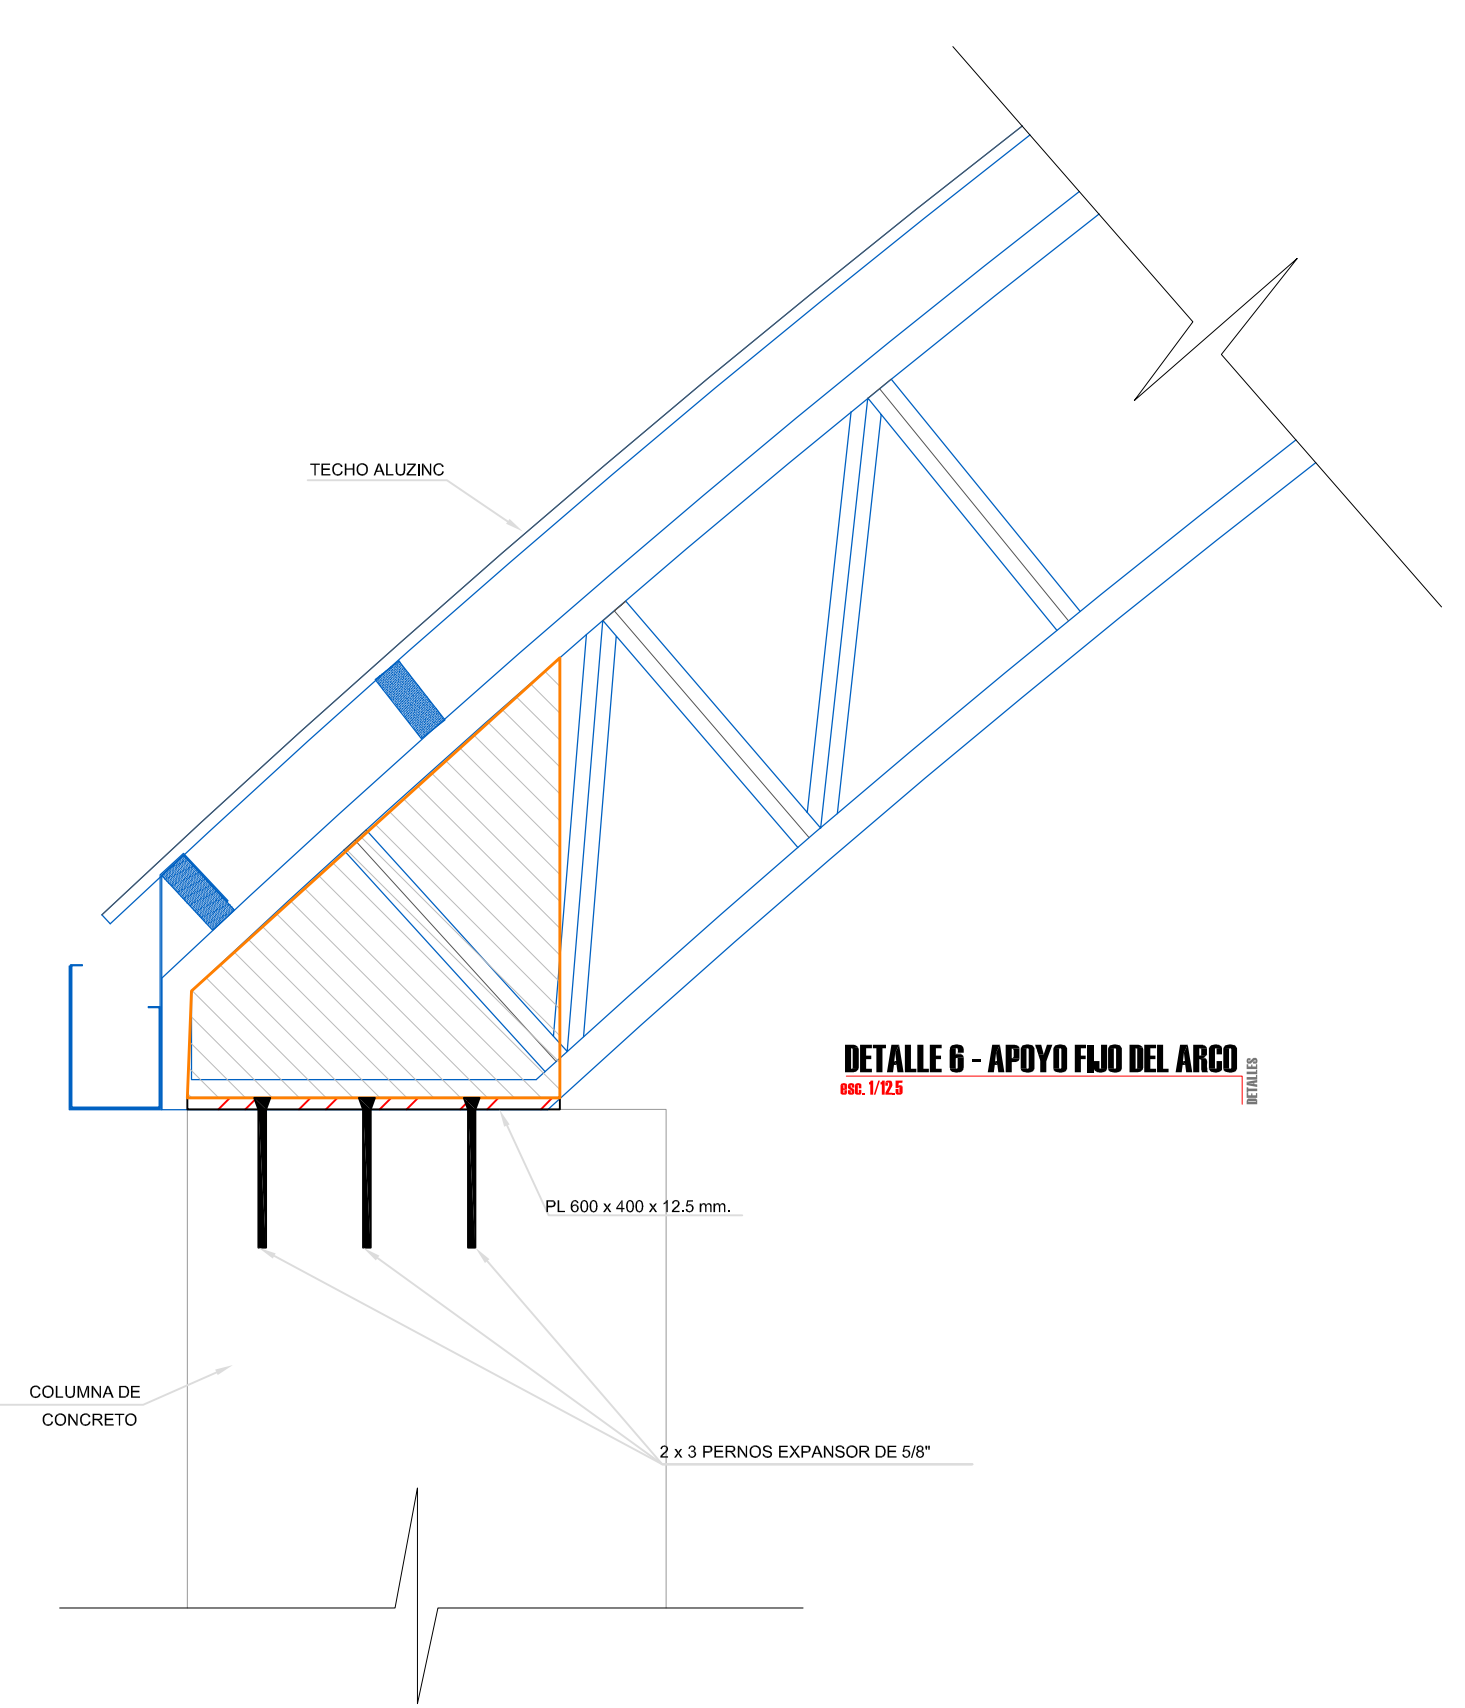 TECHO ALUZINC
DETALLE 6 - APOYO FIJO DEL ARCO
esc. 1/12.5
DETALLES
PL 600 x 400 x 12.5 mm.
COLUMNA DE
CONCRETO
2 x 3 PERNOS EXPANSOR DE 5/8"